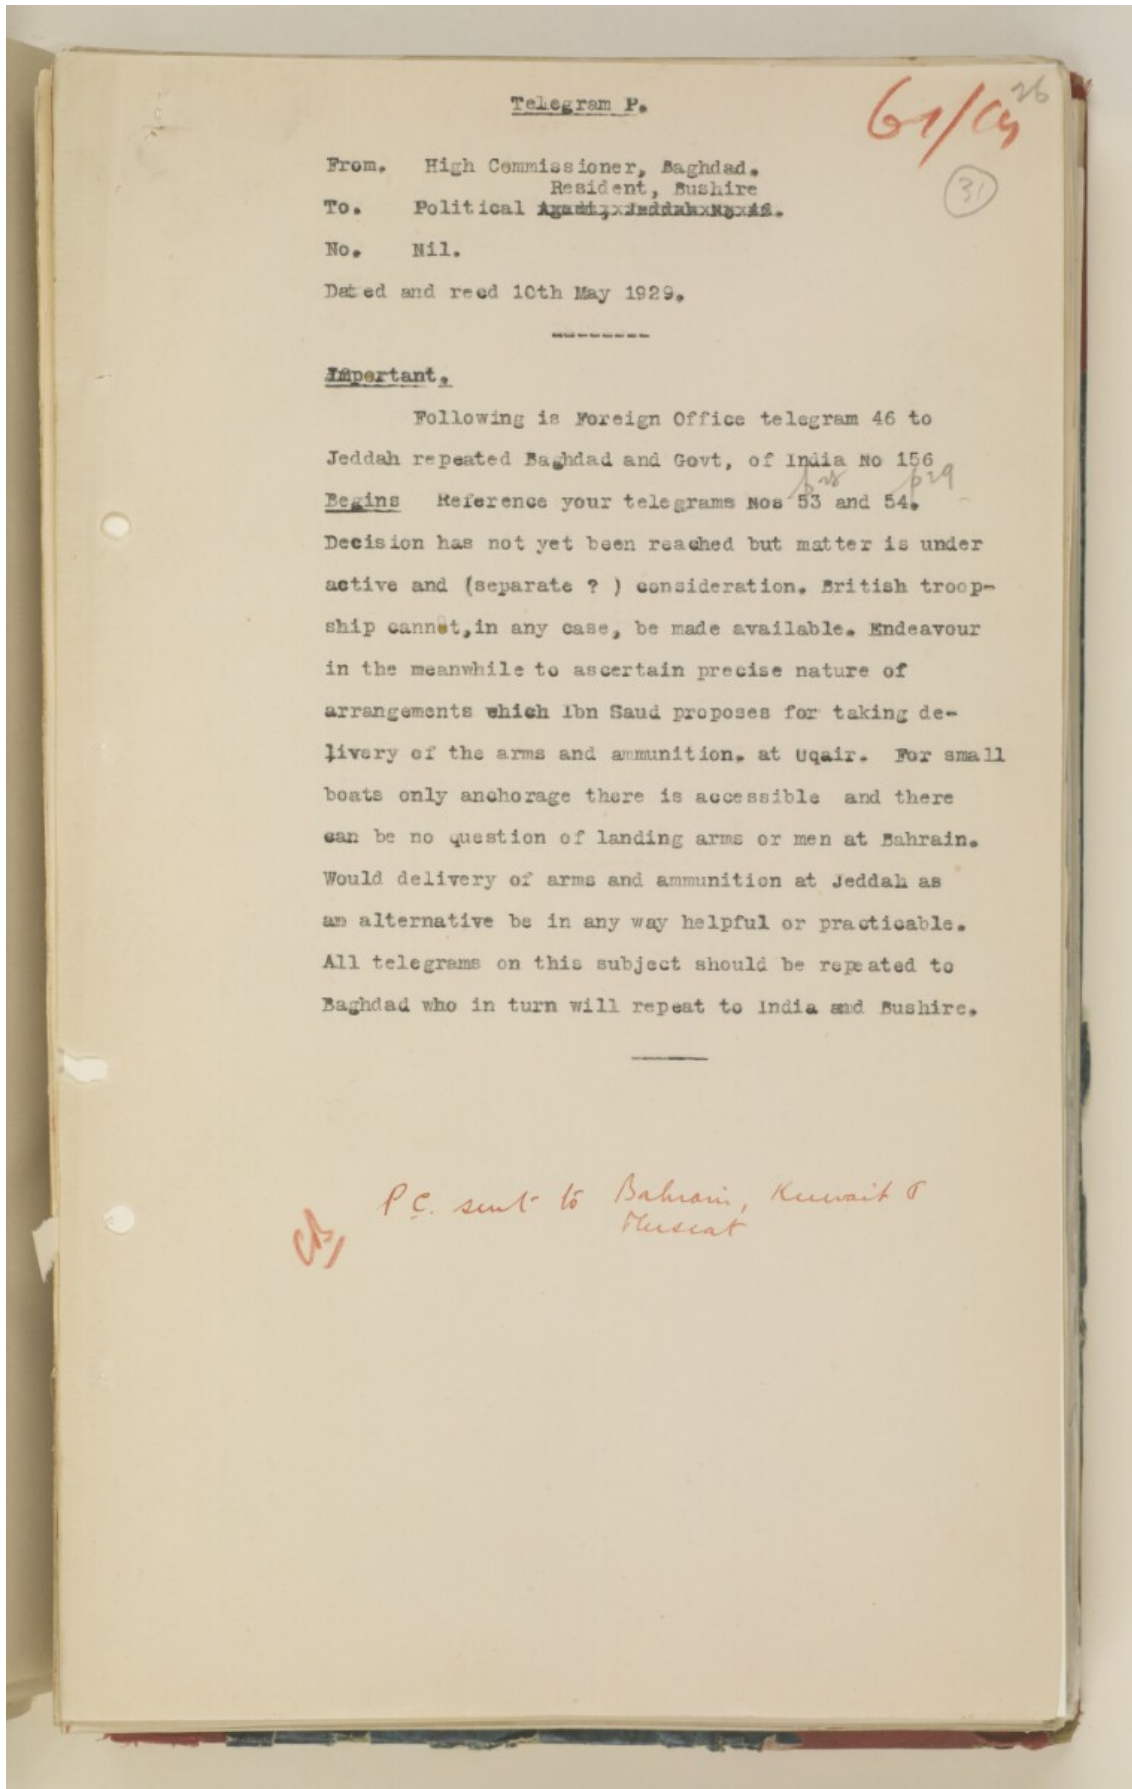 Telegram P.
61/14
26
31
From. High Commissioner, Baghdad.
Resident, Bushire
To. Political Agent, Jeddah No 46.
No. Nil.
Dated and recd 10th May 1929.
--------
Important.
Following is Foreign Office telegram 46 to
Jeddah repeated Baghdad and Govt, of India No 156
p28 p29
Begins Reference your telegrams Nos 53 and 54.
Decision has not yet been reached but matter is under
active and (separate ? ) consideration. British troop-
ship cannot,in any case, be made available. Endeavour
in the meanwhile to ascertain precise nature of
arrangements which Ibn Saud proposes for taking de-
livery of the arms and ammunition. at Uqair. For small
boats only anchorage there is accessible and there
can be no question of landing arms or men at Bahrain.
Would delivery of arms and ammunition at Jeddah as
an alternative be in any way helpful or practicable.
All telegrams on this subject should be repeated to
Baghdad who in turn will repeat to India and Bushire.
P.C. sent to Bahrain, Kuwait &
Muscat